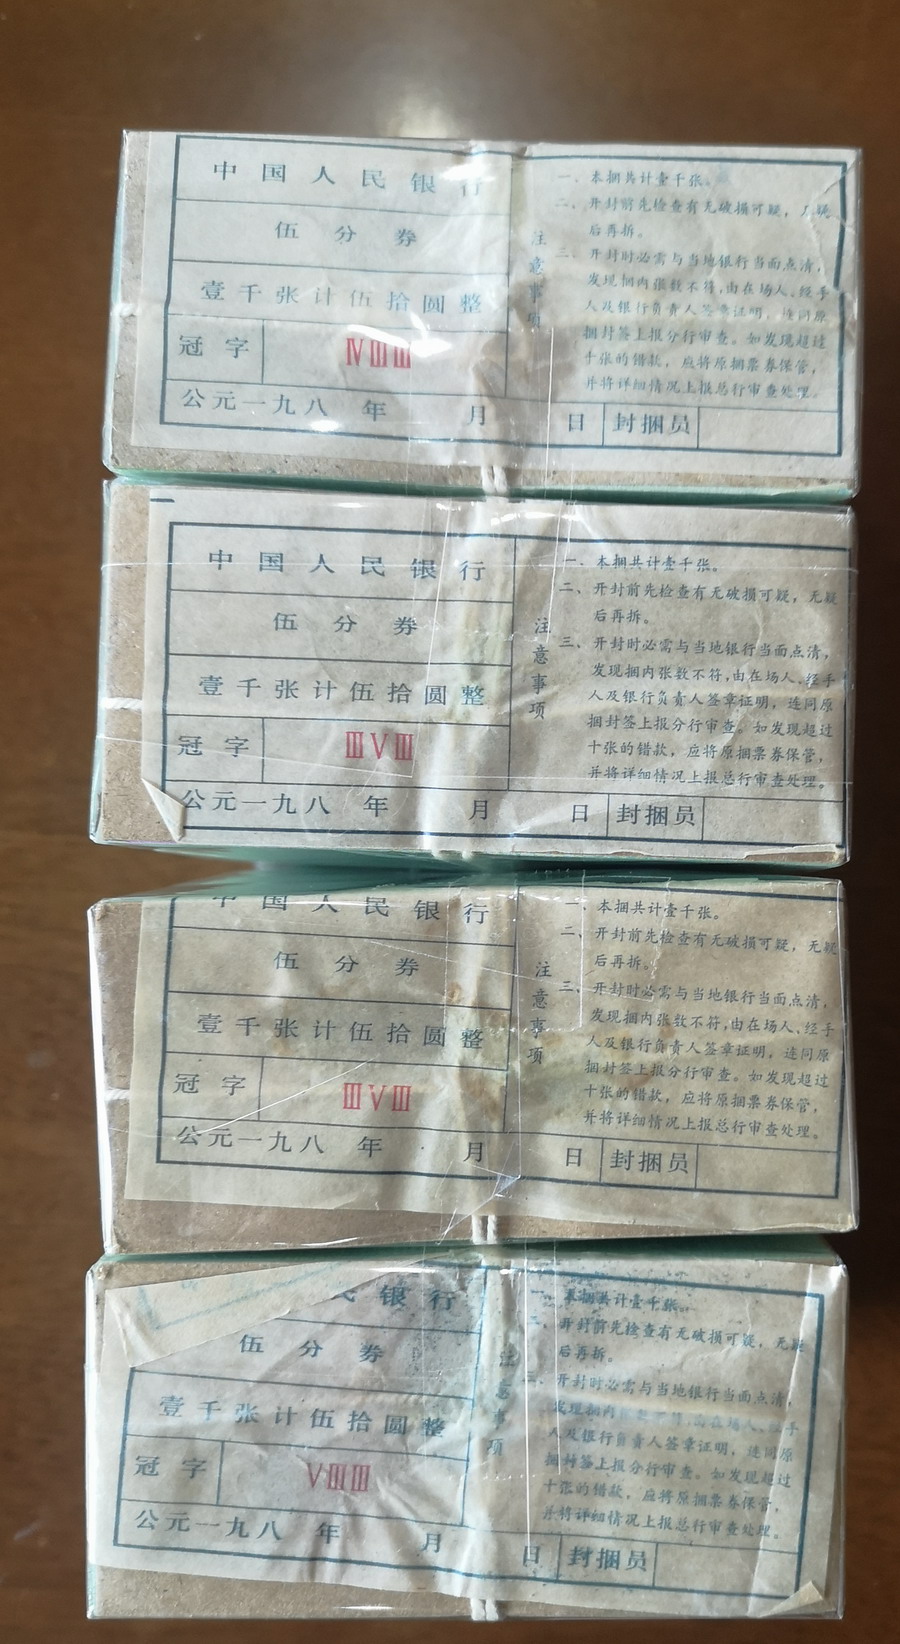 中国人民银行
伍分券
壹千张计伍拾圆整
冠字 ⅣⅢⅢ
公元一九八 年 月 日 封捆员
注意事项
一、本捆共计壹千张。
二、开封前先检查有无破损可疑，无疑
后再拆。
三、开封时必需与当地银行当面点清，
发现捆内张数不符,由在场人、经手
人及银行负责人签章证明，连同原
捆封签上报分行审查。如发现超过
十张的错款，应将原捆票券保管，
并将详细情况上报总行审查处理。
中国人民银行
伍分券
壹千张计伍拾圆整
冠字 ⅢⅤⅢ
公元一九八 年 月 日 封捆员
注意事项
一、本捆共计壹千张。
二、开封前先检查有无破损可疑，无疑
后再拆。
三、开封时必需与当地银行当面点清，
发现捆内张数不符,由在场人、经手
人及银行负责人签章证明，连同原
捆封签上报分行审查。如发现超过
十张的错款，应将原捆票券保管，
并将详细情况上报总行审查处理。
中国人民银行
伍分券
壹千张计伍拾圆整
冠字 ⅢⅤⅢ
公元一九八 年 月 日 封捆员
注意事项
一、本捆共计壹千张。
二、开封前先检查有无破损可疑，无疑
后再拆。
三、开封时必需与当地银行当面点清，
发现捆内张数不符,由在场人、经手
人及银行负责人签章证明，连同原
捆封签上报分行审查。如发现超过
十张的错款，应将原捆票券保管，
并将详细情况上报总行审查处理。
民银行
伍分券
壹千张计伍拾圆整
冠字 ⅤⅢⅢ
公元一九八 年 月 日 封捆员
注意事项
一、本捆共计壹千张。
二、开封前先检查有无破损可疑，无疑
后再拆。
三、开封时必需与当地银行当面点清，
发现捆内张数不符,由在场人、经手
人及银行负责人签章证明，连同原
捆封签上报分行审查。如发现超过
十张的错款，应将原捆票券保管，
并将详细情况上报总行审查处理。